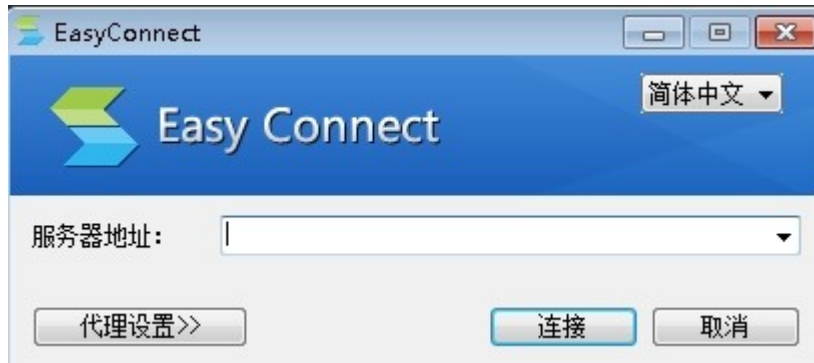 EasyConnect
简体中文
Easy Connect
服务器地址：
代理设置>>
连接
取消